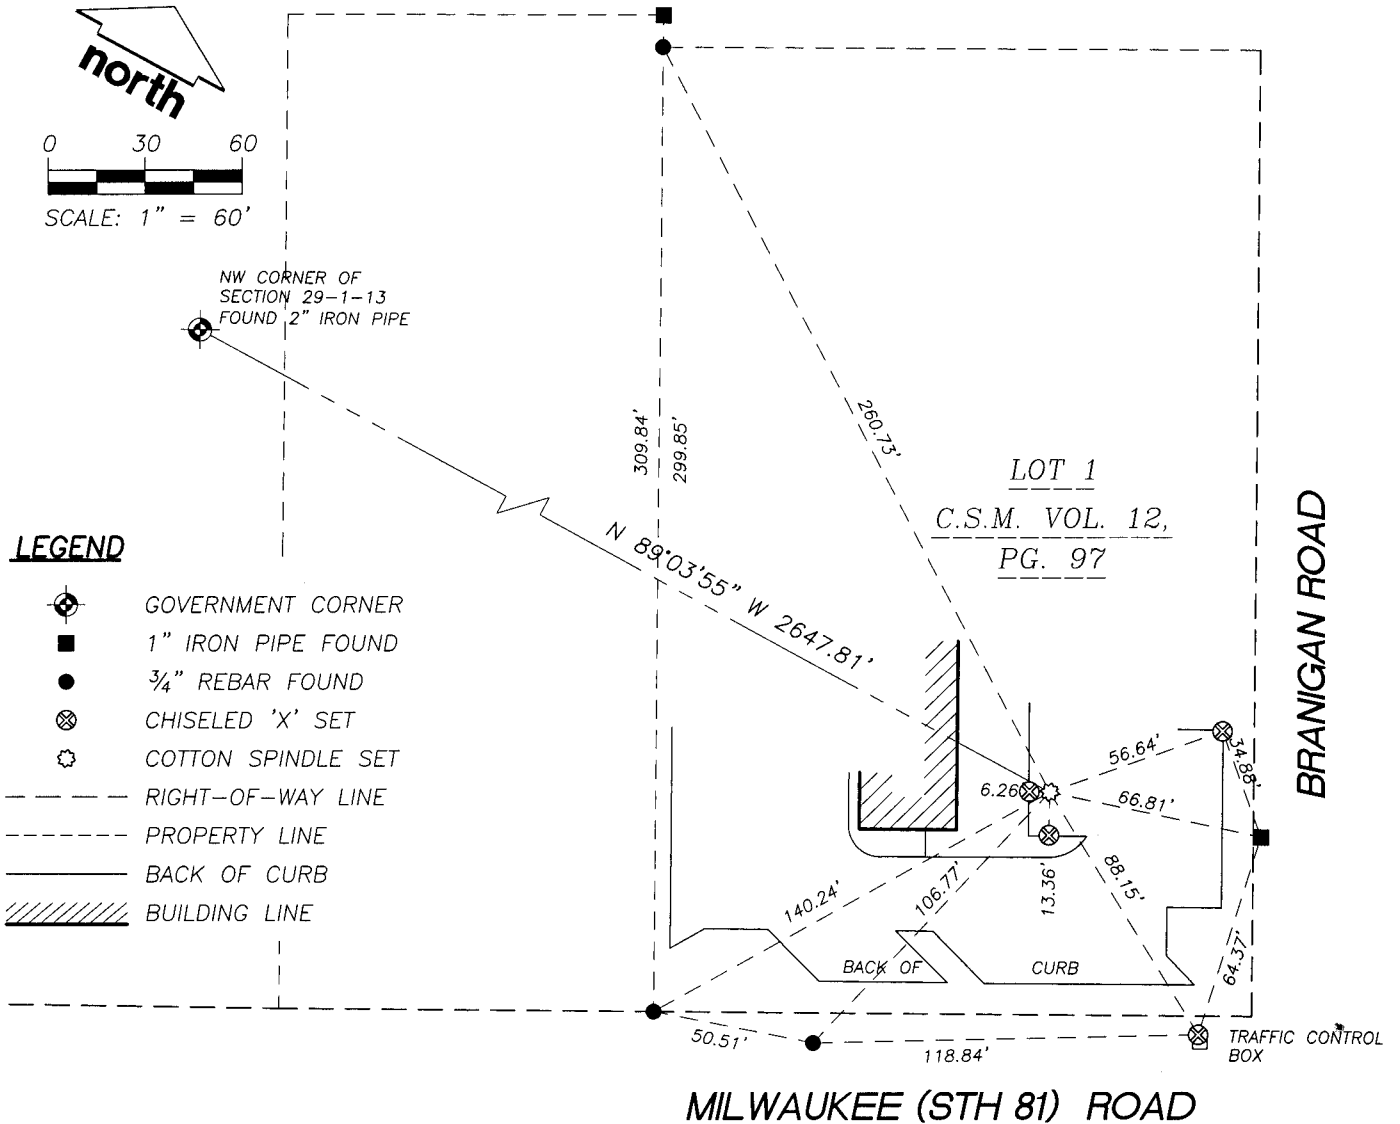 north
0 30 60
SCALE: 1" = 60'
NW CORNER OF
SECTION 29-1-13
FOUND 2" IRON PIPE
309.84'
299.85'
260.73'
LOT 1
C.S.M. VOL. 12,
PG. 97
N 89°03'55" W 2647.81'
BRANIGAN ROAD
LEGEND
GOVERNMENT CORNER
1" IRON PIPE FOUND
3/4" REBAR FOUND
CHISELED 'X' SET
COTTON SPINDLE SET
RIGHT-OF-WAY LINE
PROPERTY LINE
BACK OF CURB
BUILDING LINE
56.64'
34.88'
6.26
66.81'
88.15'
13.36'
106.77'
140.24'
64.37'
BACK OF CURB
50.51'
118.84'
TRAFFIC CONTROL
BOX
MILWAUKEE (STH 81) ROAD